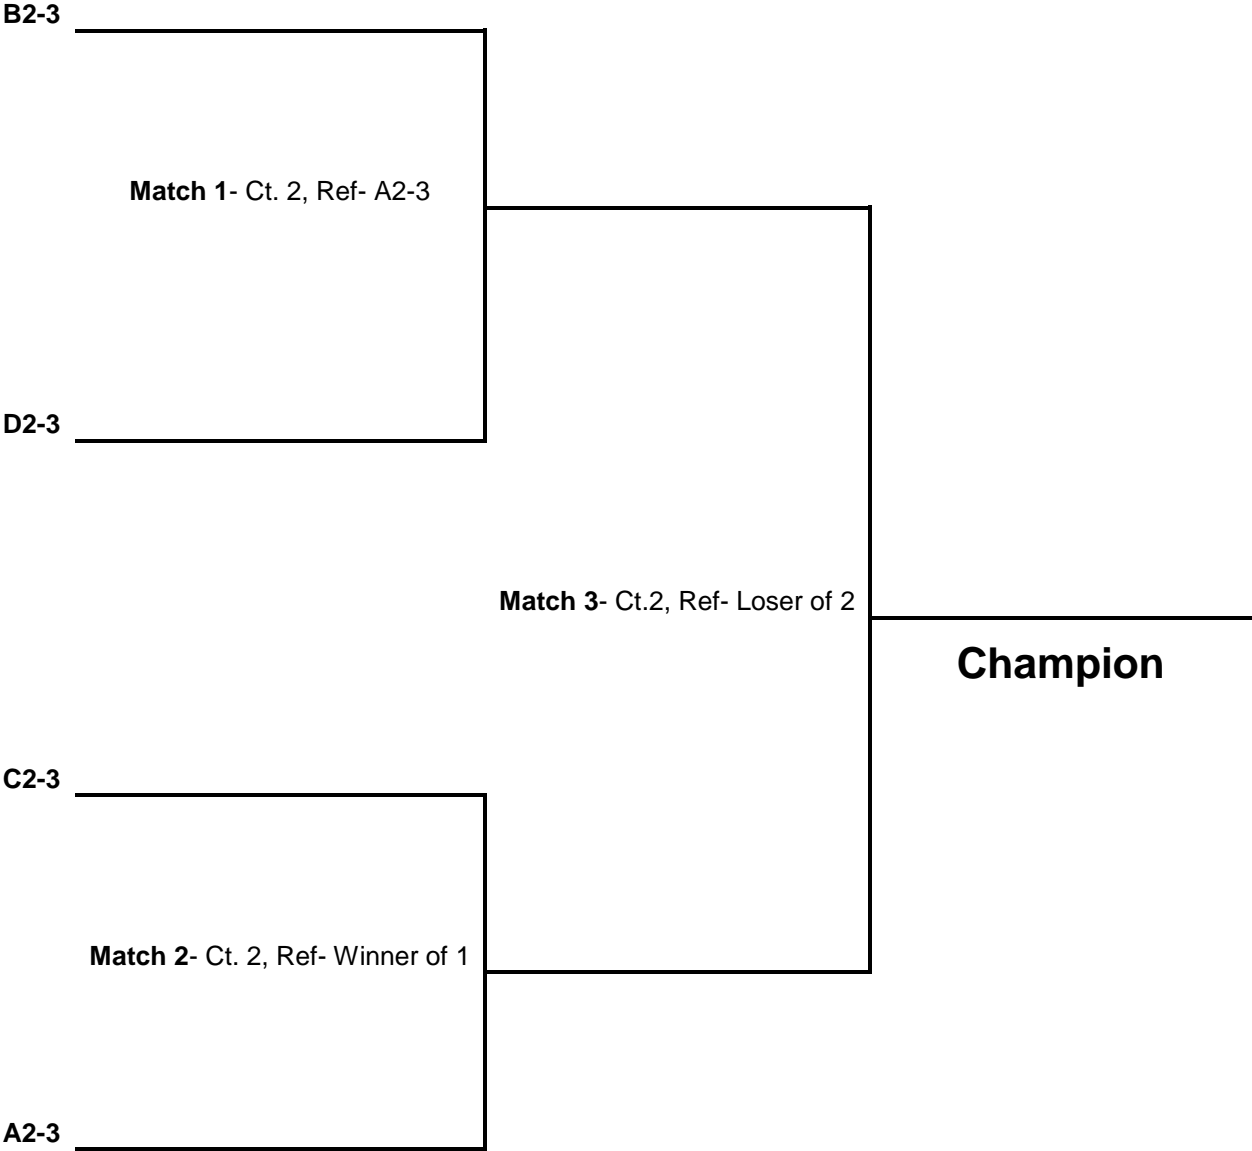 B2-3
Match 1- Ct. 2, Ref- A2-3
D2-3
Match 3- Ct.2, Ref- Loser of 2
Champion
C2-3
Match 2- Ct. 2, Ref- Winner of 1
A2-3